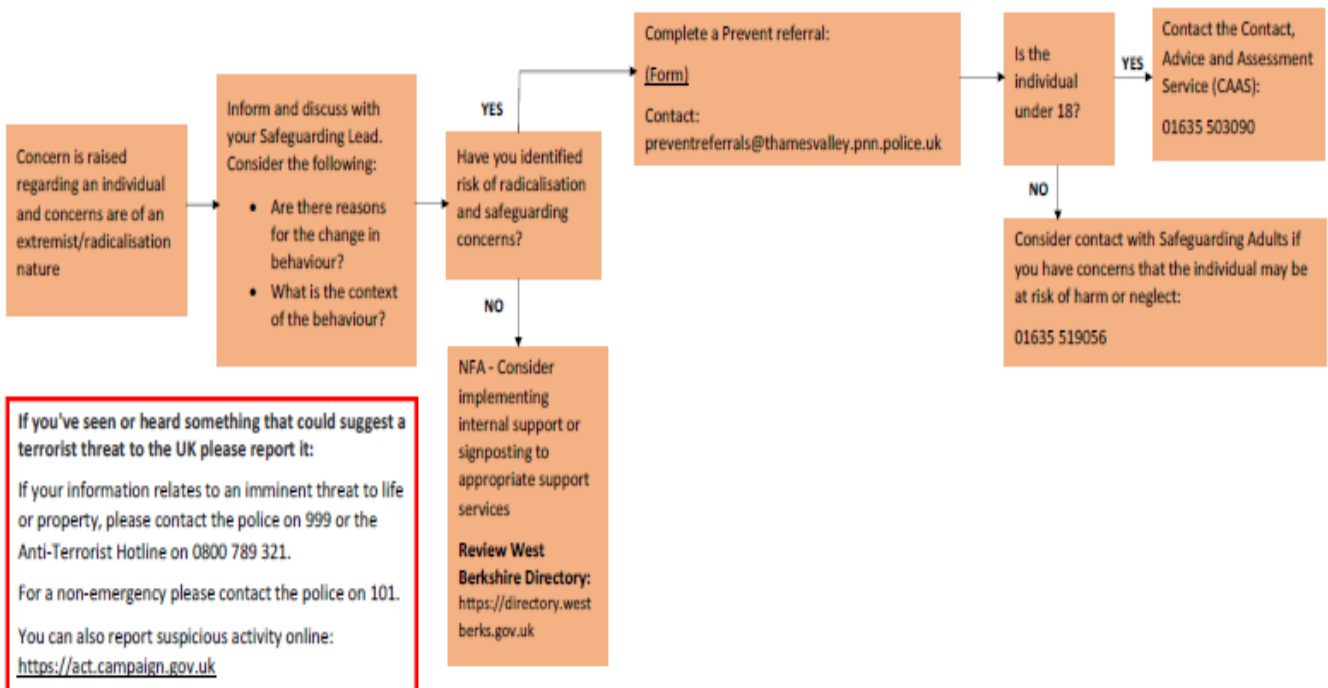 Concern is raised
regarding an individual
and concerns are of an
extremist/radicalisation
nature
Inform and discuss with
your Safeguarding Lead.
Consider the following:
• Are there reasons
for the change in
behaviour?
• What is the context
of the behaviour?
YES
Have you identified
risk of radicalisation
and safeguarding
concerns?
NO
NFA - Consider
implementing
internal support or
signposting to
appropriate support
services
Review West
Berkshire Directory:
https://directory.west
berks.gov.uk
Complete a Prevent referral:
(Form)
Contact:
preventreferrals@thamesvalley.pnn.police.uk
Is the
individual
under 18?
YES
Contact the Contact,
Advice and Assessment
Service (CAAS):
01635 503090
NO
Consider contact with Safeguarding Adults if
you have concerns that the individual may be
at risk of harm or neglect:
01635 519056
If you've seen or heard something that could suggest a
terrorist threat to the UK please report it:
If your information relates to an imminent threat to life
or property, please contact the police on 999 or the
Anti-Terrorist Hotline on 0800 789 321.
For a non-emergency please contact the police on 101.
You can also report suspicious activity online:
https://act.campaign.gov.uk